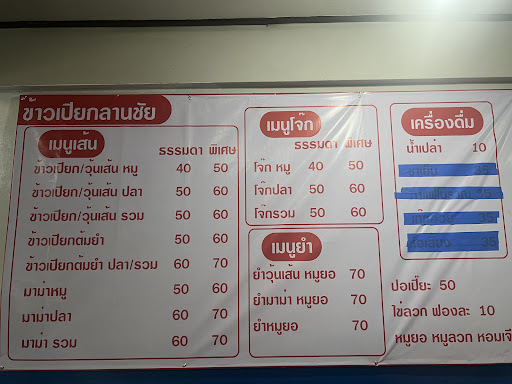 ข้าวเปียกลานชัย
เมนูเส้น
ธรรมดา พิเศษ
ข้าวเปียก/วุ้นเส้น หมู 40 50
ข้าวเปียก/วุ้นเส้น ปลา 50 60
ข้าวเปียก/วุ้นเส้น รวม 50 60
ข้าวเปียกต้มยำ 50 60
ข้าวเปียกต้มยำ ปลา/รวม 60 70
มาม่าหมู 50 60
มาม่าปลา 60 70
มาม่า รวม 60 70
เมนูโจ๊ก
ธรรมดา พิเศษ
โจ๊ก หมู 40 50
โจ๊กปลา 50 60
โจ๊กรวม 50 60
เมนูยำ
ยำวุ้นเส้น หมูยอ 70
ยำมาม่า หมูยอ 70
ยำหมูยอ 70
เครื่องดื่ม
น้ำเปล่า 10
35
35
35
35
ปอเปี๊ยะ 50
ไข่ลวก ฟองละ 10
หมูยอ หมูลวก หอมเจี